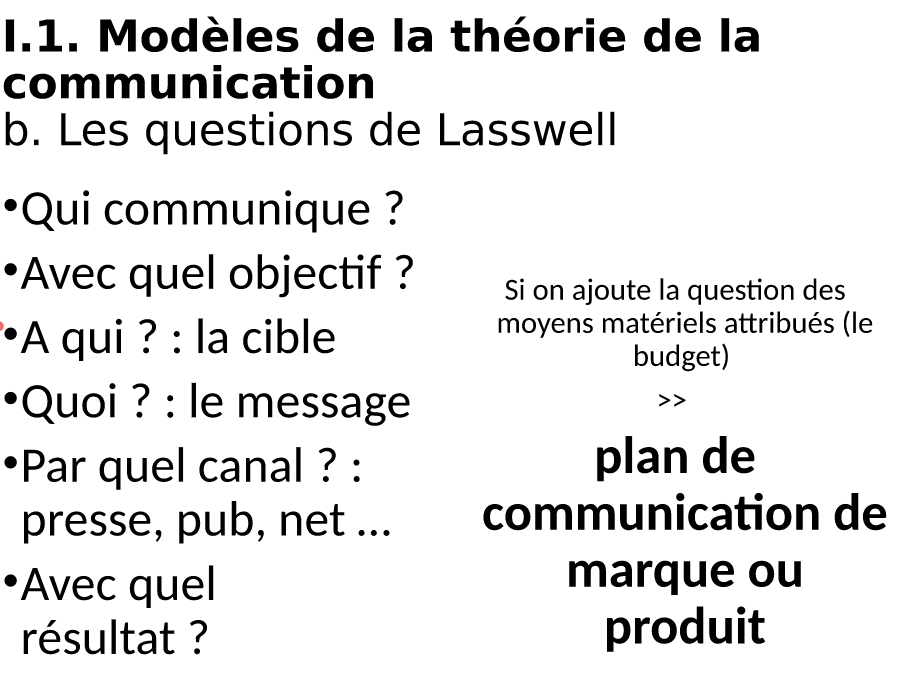 I.1. Modèles de la théorie de la
communication
b. Les questions de Lasswell
•Qui communique ?
•Avec quel objectif ?
•A qui ? : la cible
•Quoi ? : le message
•Par quel canal ? :
presse, pub, net …
•Avec quel
résultat ?
Si on ajoute la question des
moyens matériels attribués (le
budget)
>>
plan de
communication de
marque ou
produit